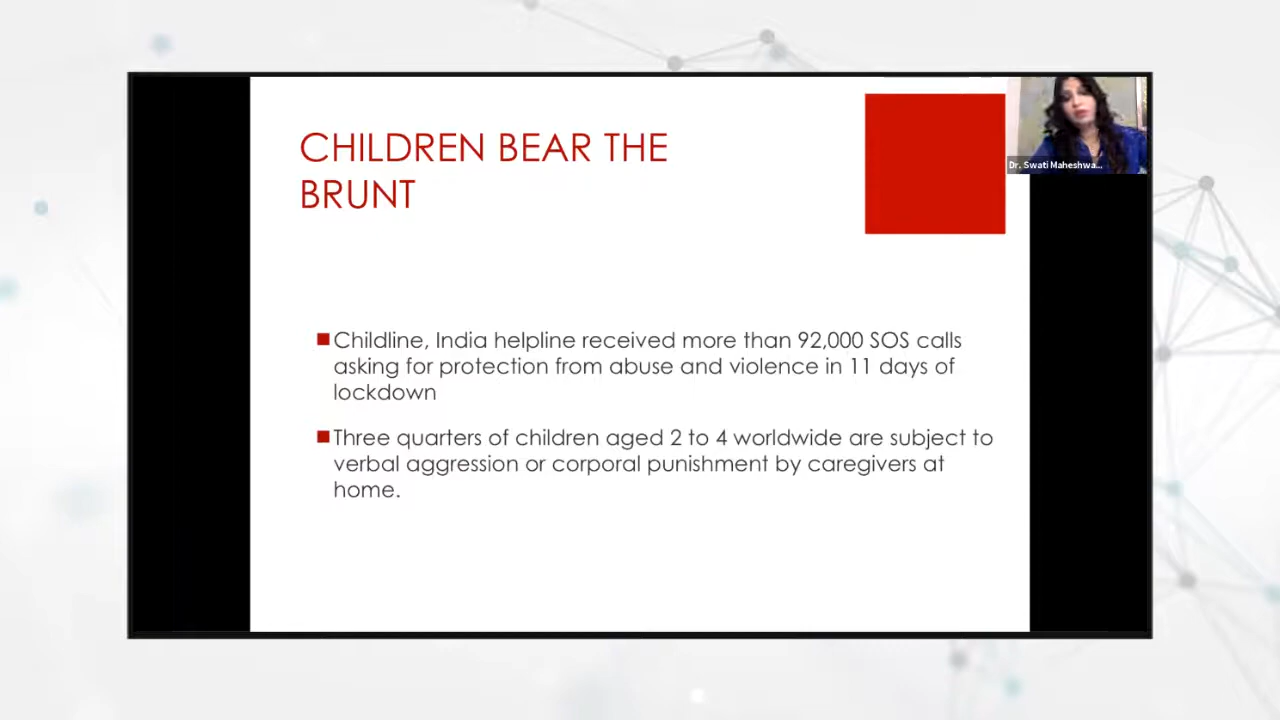 CHILDREN BEAR THE
BRUNT
Dr. Swati Maheshwa...
Childline, India helpline received more than 92,000 SOS calls
asking for protection from abuse and violence in 11 days of
lockdown
Three quarters of children aged 2 to 4 worldwide are subject to
verbal aggression or corporal punishment by caregivers at
home.